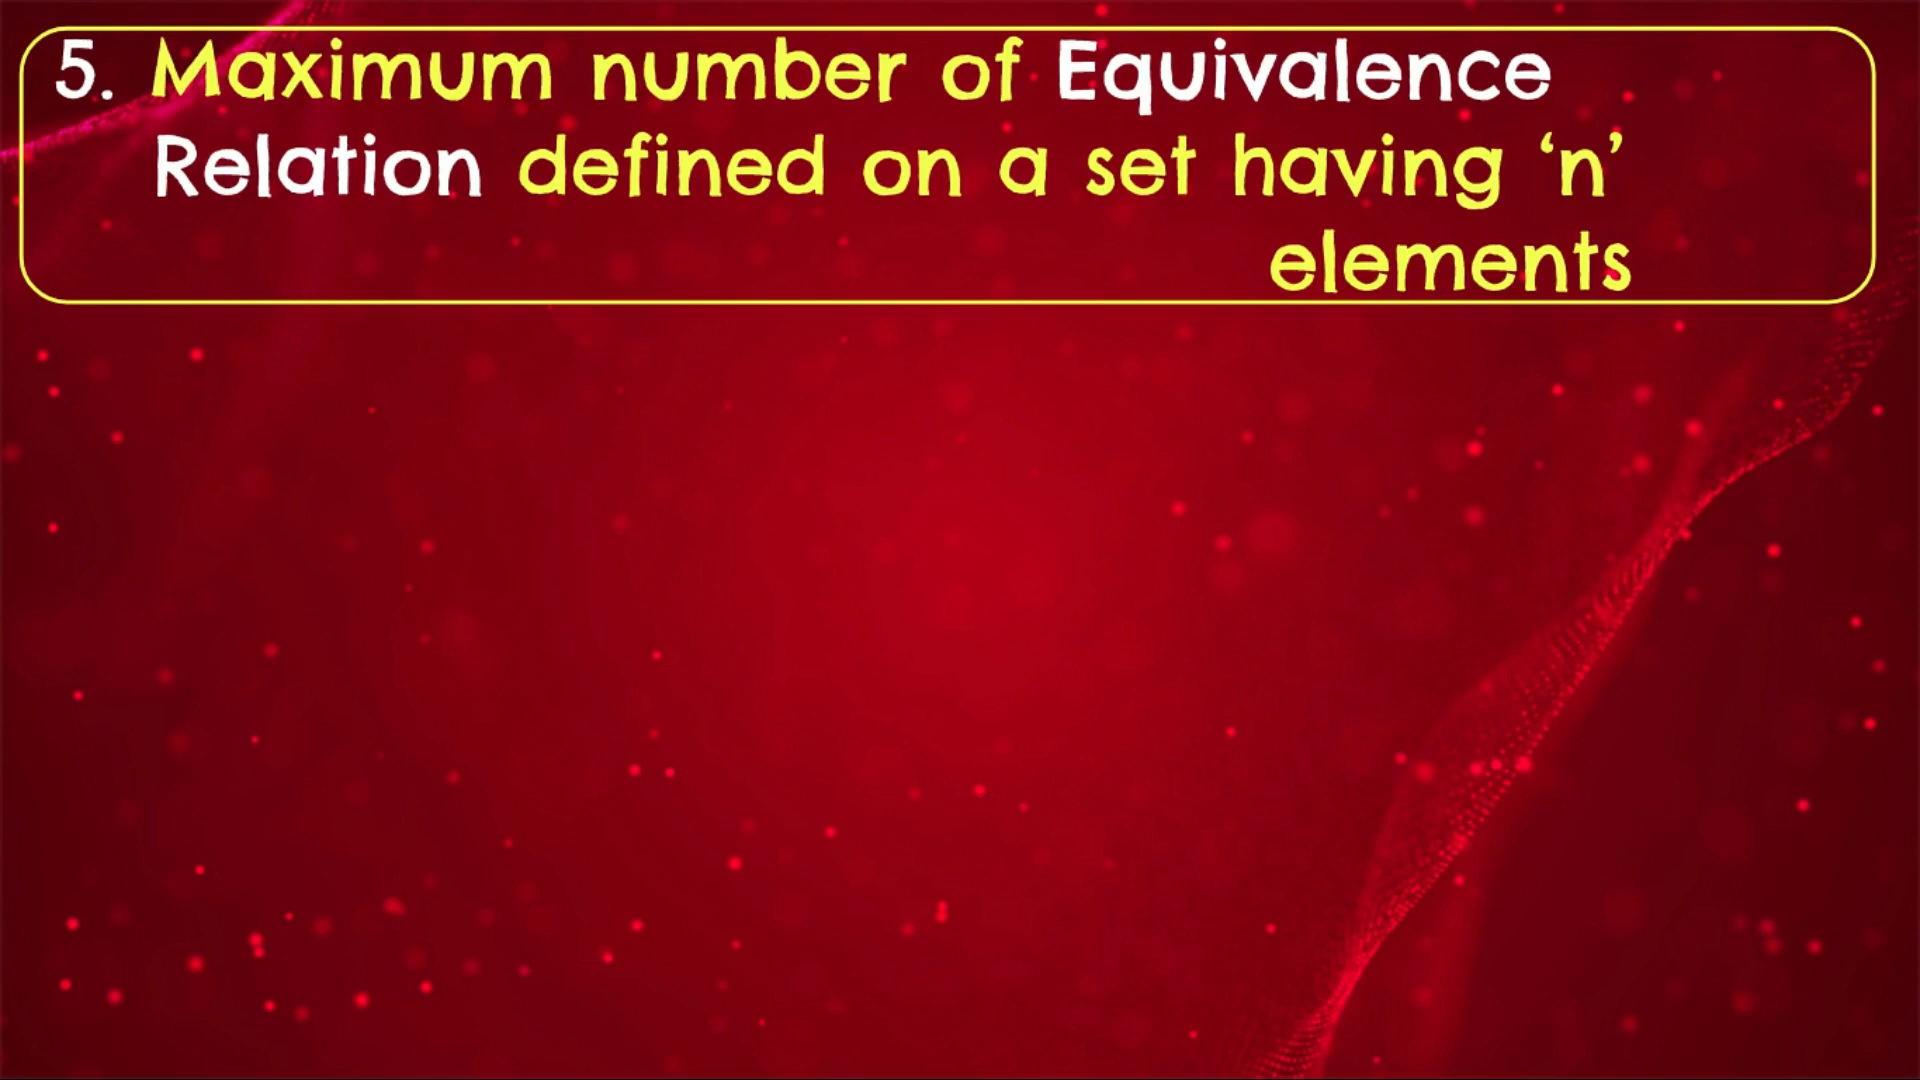 5. Maximum number of Equivalence
Relation defined on a set having ‘n’
elements